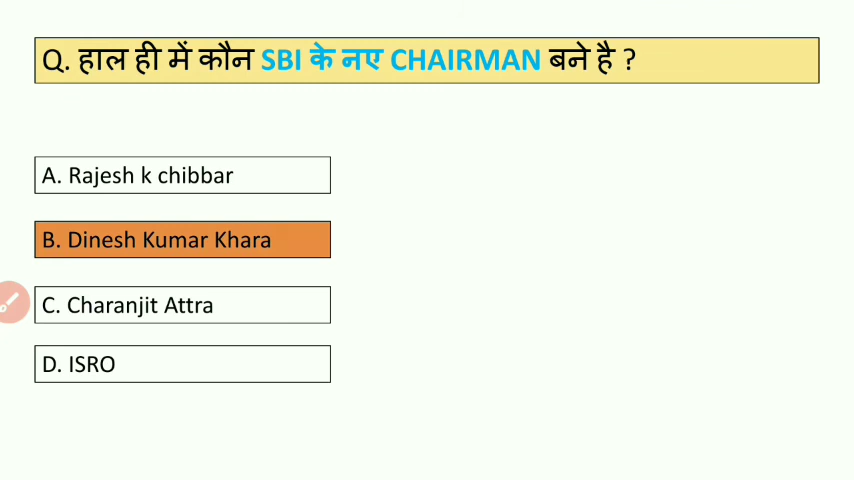 Q. हाल ही में कौन SBI के नए CHAIRMAN बने है ?
A. Rajesh k chibbar
B. Dinesh Kumar Khara
C. Charanjit Attra
D. ISRO